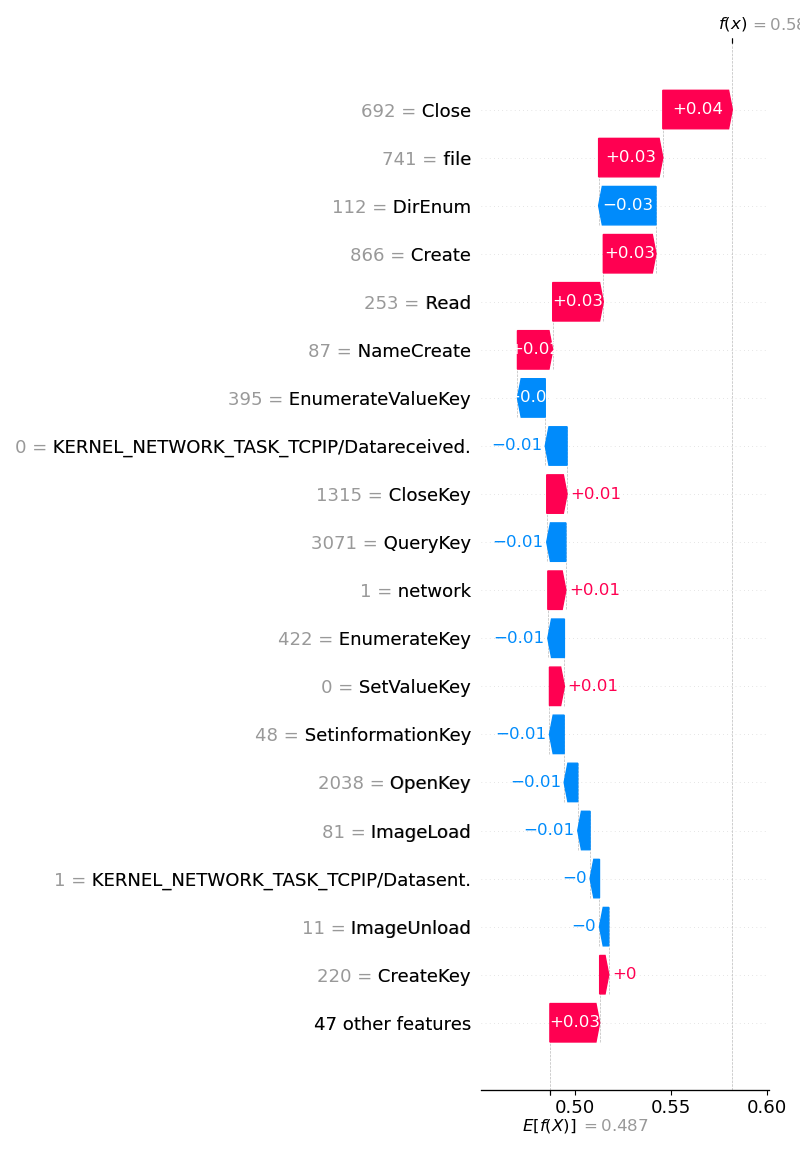 f(x) = 0.58
692 = Close
+0.04
741 = file
+0.03
112 = DirEnum
−0.03
866 = Create
+0.03
253 = Read
+0.03
87 = NameCreate
395 = EnumerateValueKey
0 = KERNEL_NETWORK_TASK_TCPIP/Datareceived.
−0.01
1315 = CloseKey
+0.01
3071 = QueryKey
−0.01
1 = network
+0.01
422 = EnumerateKey
−0.01
0 = SetValueKey
+0.01
48 = SetinformationKey
−0.01
2038 = OpenKey
−0.01
81 = ImageLoad
−0.01
1 = KERNEL_NETWORK_TASK_TCPIP/Datasent.
−0
11 = ImageUnload
−0
220 = CreateKey
+0
47 other features
+0.03
0.50 0.55 0.60
E[f(X)] = 0.487